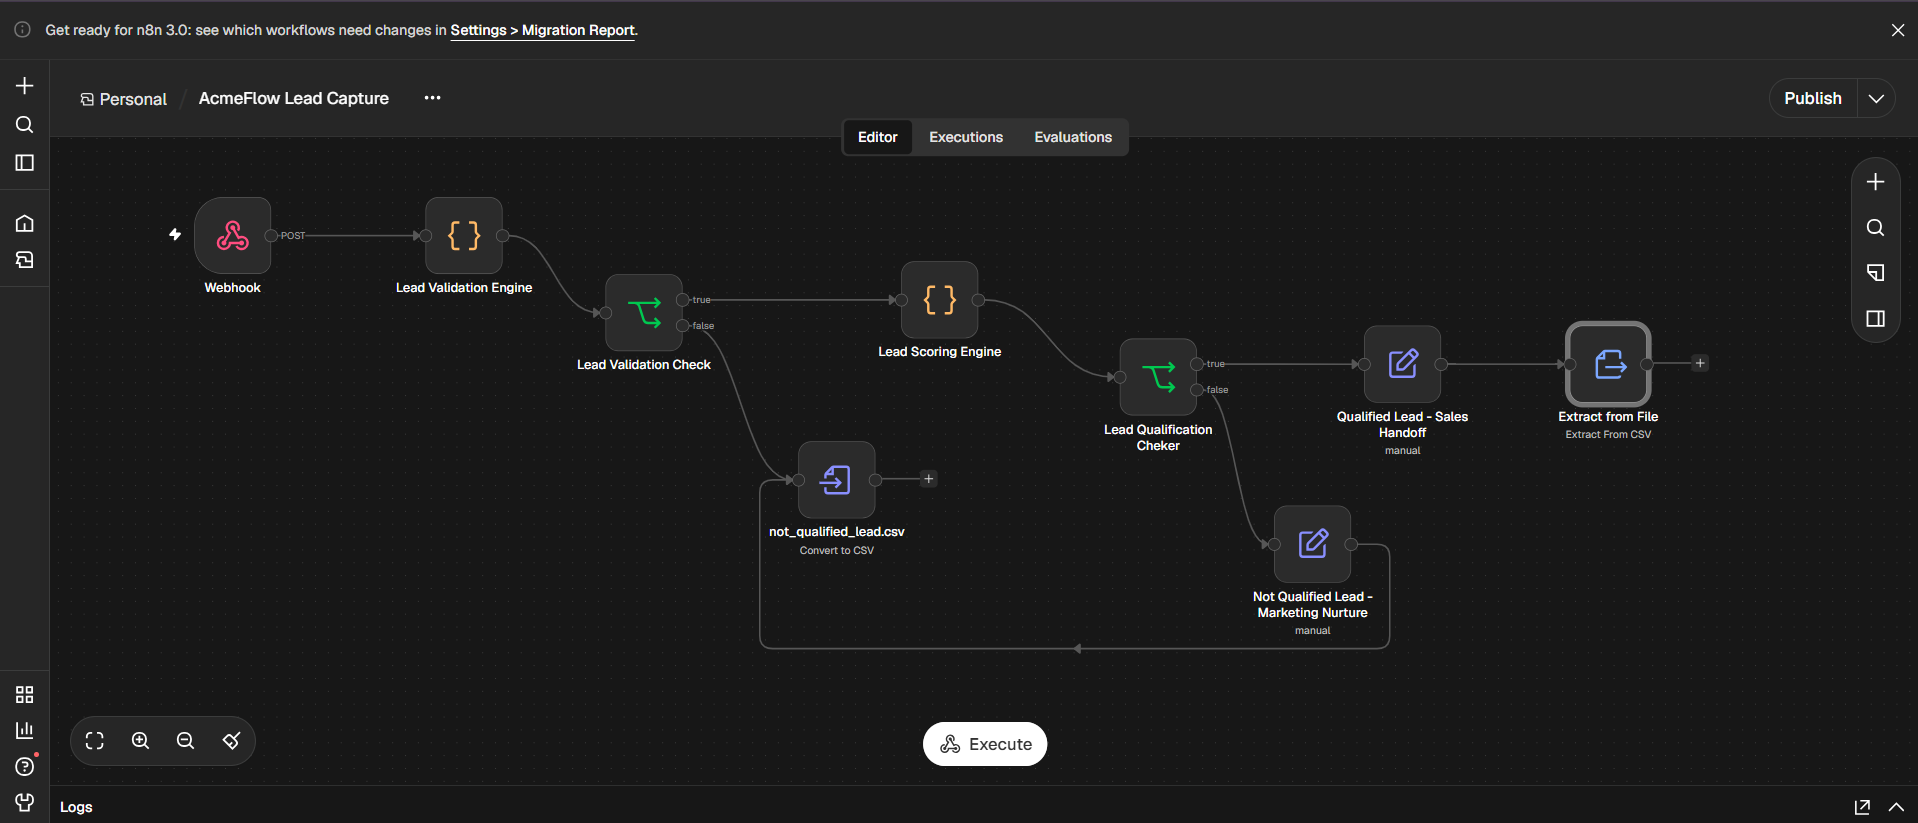 Get ready for n8n 3.0: see which workflows need changes in Settings > Migration Report.
Personal / AcmeFlow Lead Capture ...
Publish
Editor Executions Evaluations
Webhook
POST
Lead Validation Engine
Lead Validation Check
true
false
Lead Scoring Engine
Lead Qualification
Cheker
true
false
Qualified Lead - Sales
Handoff
manual
Extract from File
Extract From CSV
not_qualified_lead.csv
Convert to CSV
Not Qualified Lead -
Marketing Nurture
manual
Execute
Logs